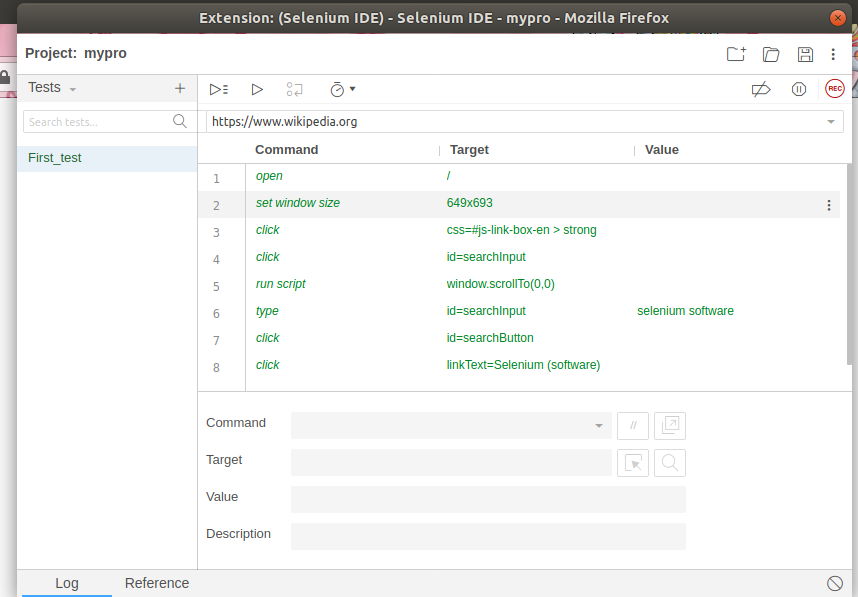 Extension: (Selenium IDE) - Selenium IDE - mypro - Mozilla Firefox
Project: mypro
Tests
Search tests...
First_test
REC
https://www.wikipedia.org
Command Target Value
1 open /
2 set window size 649x693
3 click css=#js-link-box-en > strong
4 click id=searchInput
5 run script window.scrollTo(0,0)
6 type id=searchInput selenium software
7 click id=searchButton
8 click linkText=Selenium (software)
Command //
Target
Value
Description
Log Reference